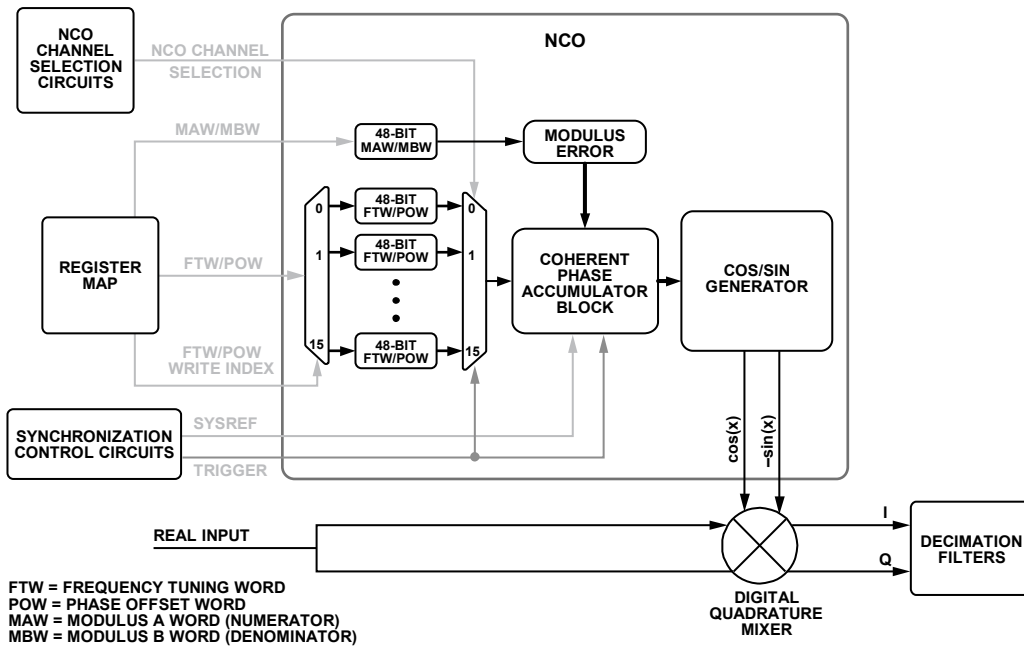 NCO
CHANNEL
SELECTION
CIRCUITS
NCO CHANNEL
SELECTION
NCO
MAW/MBW
48-BIT
MAW/MBW
MODULUS
ERROR
REGISTER
MAP
FTW/POW
FTW/POW
WRITE INDEX
0
1
15
48-BIT
FTW/POW
48-BIT
FTW/POW
48-BIT
FTW/POW
0
1
15
COHERENT
PHASE
ACCUMULATOR
BLOCK
COS/SIN
GENERATOR
SYNCHRONIZATION
CONTROL CIRCUITS
SYSREF
TRIGGER
cos(x)
–sin(x)
REAL INPUT
I
Q
DECIMATION
FILTERS
DIGITAL
QUADRATURE
MIXER
FTW = FREQUENCY TUNING WORD
POW = PHASE OFFSET WORD
MAW = MODULUS A WORD (NUMERATOR)
MBW = MODULUS B WORD (DENOMINATOR)